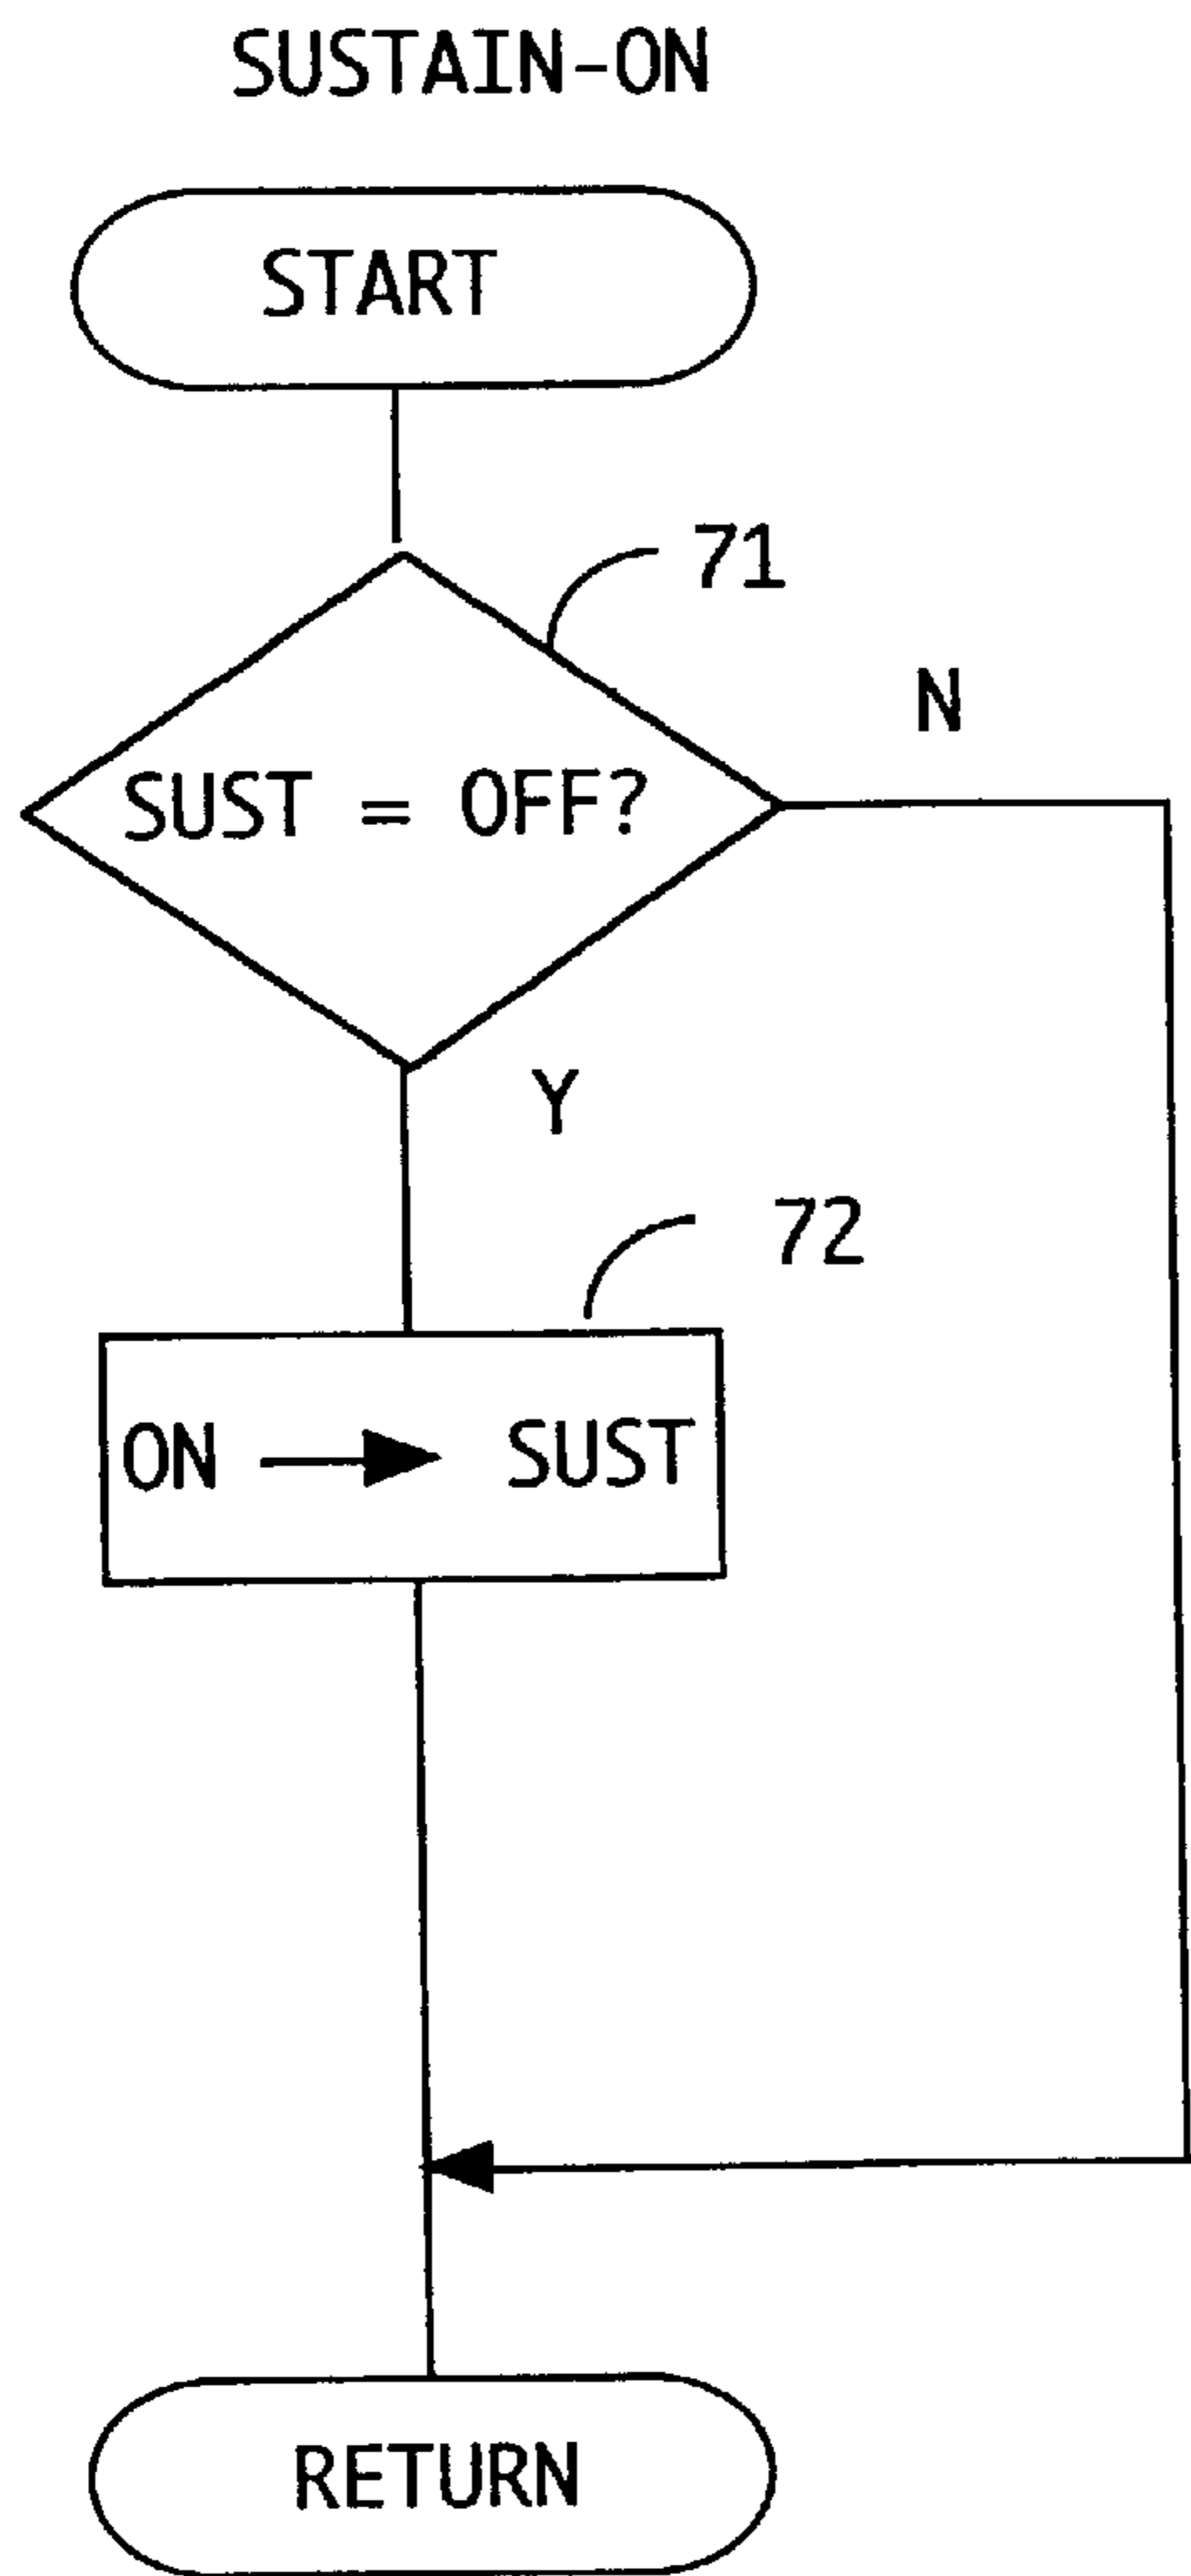 SUSTAIN-ON
START
71
N
SUST = OFF?
Y
72
ON → SUST
RETURN